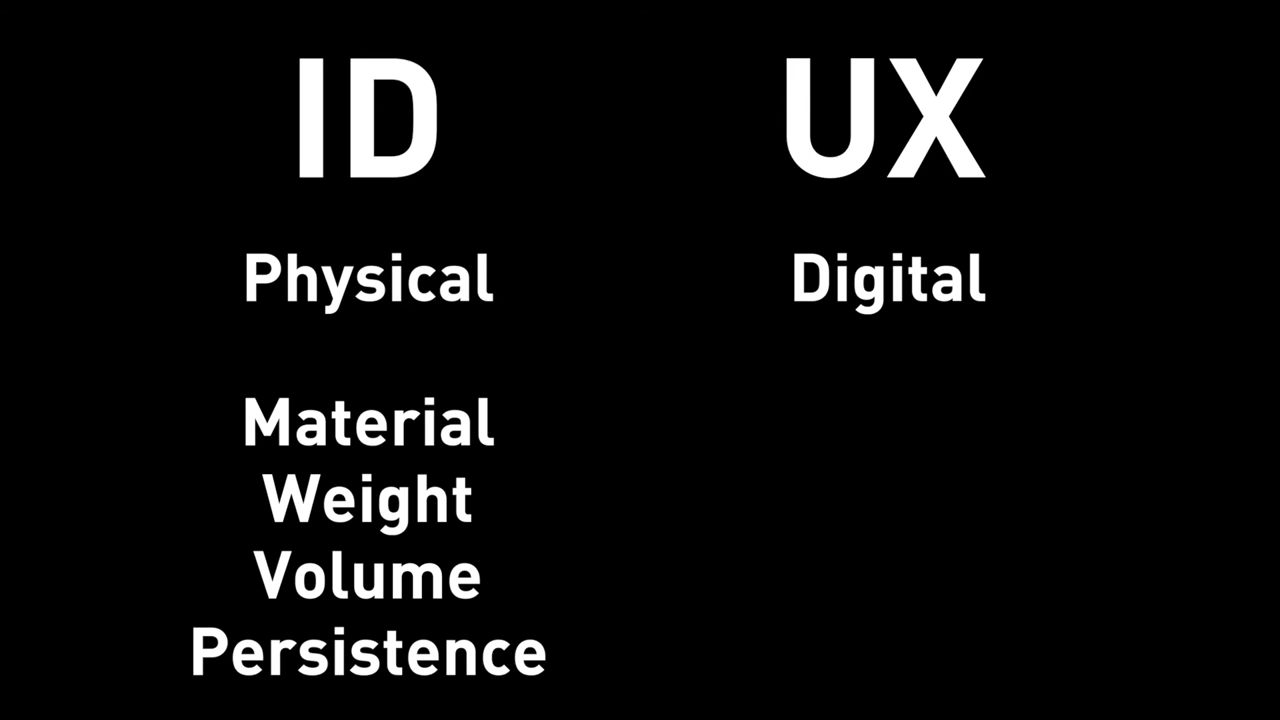 ID
UX
Physical
Digital
Material
Weight
Volume
Persistence